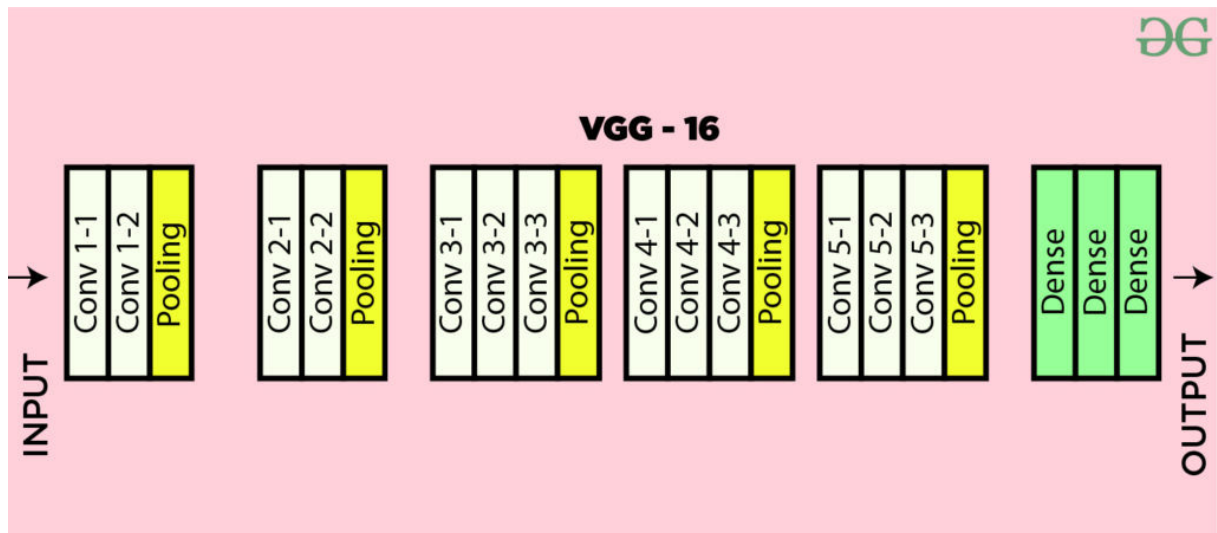 VGG - 16
INPUT
Conv 1-1
Conv 1-2
Pooling
Conv 2-1
Conv 2-2
Pooling
Conv 3-1
Conv 3-2
Conv 3-3
Pooling
Conv 4-1
Conv 4-2
Conv 4-3
Pooling
Conv 5-1
Conv 5-2
Conv 5-3
Pooling
Dense
Dense
Dense
OUTPUT